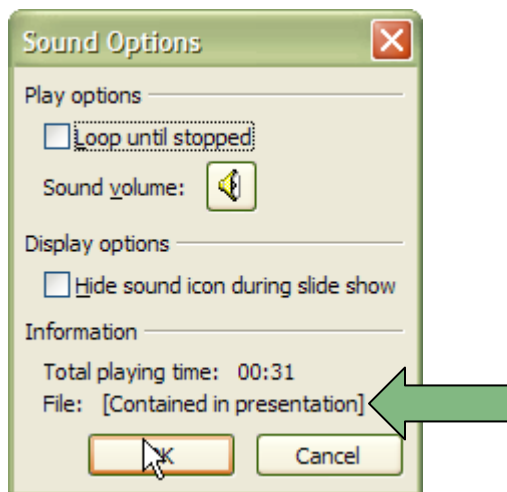 Sound Options
Play options
Loop until stopped
Sound volume:
Display options
Hide sound icon during slide show
Information
Total playing time: 00:31
File: [Contained in presentation]
Cancel